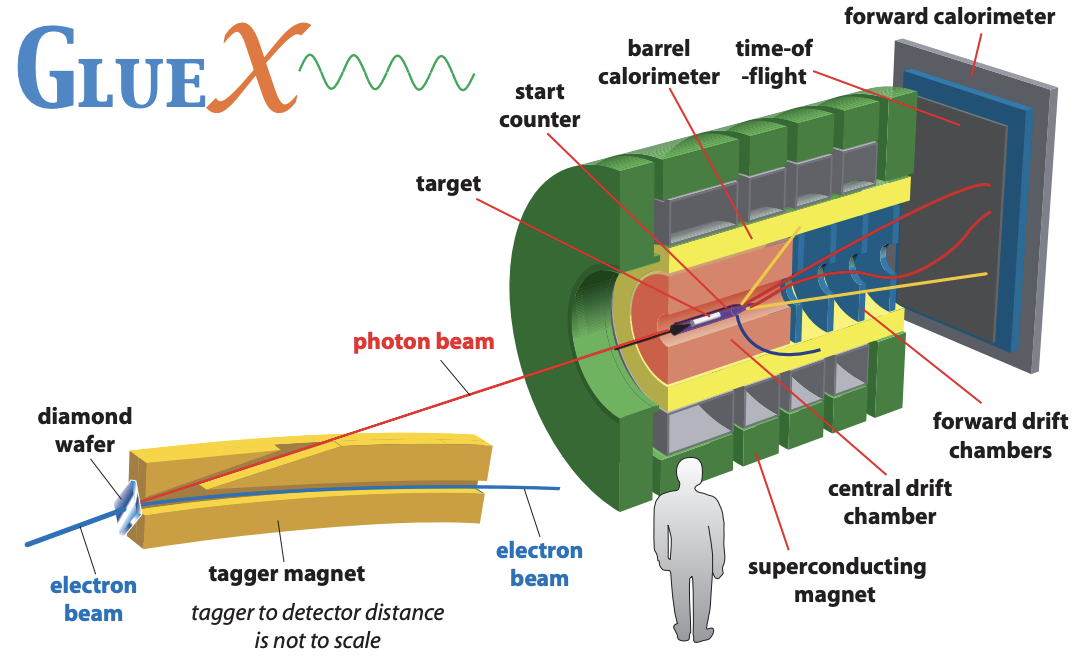 GLUEX
forward calorimeter
barrel
calorimeter
time-of
-flight
start
counter
target
photon beam
diamond
wafer
forward drift
chambers
central drift
chamber
electron
beam
superconducting
magnet
tagger magnet
electron
beam
tagger to detector distance
is not to scale